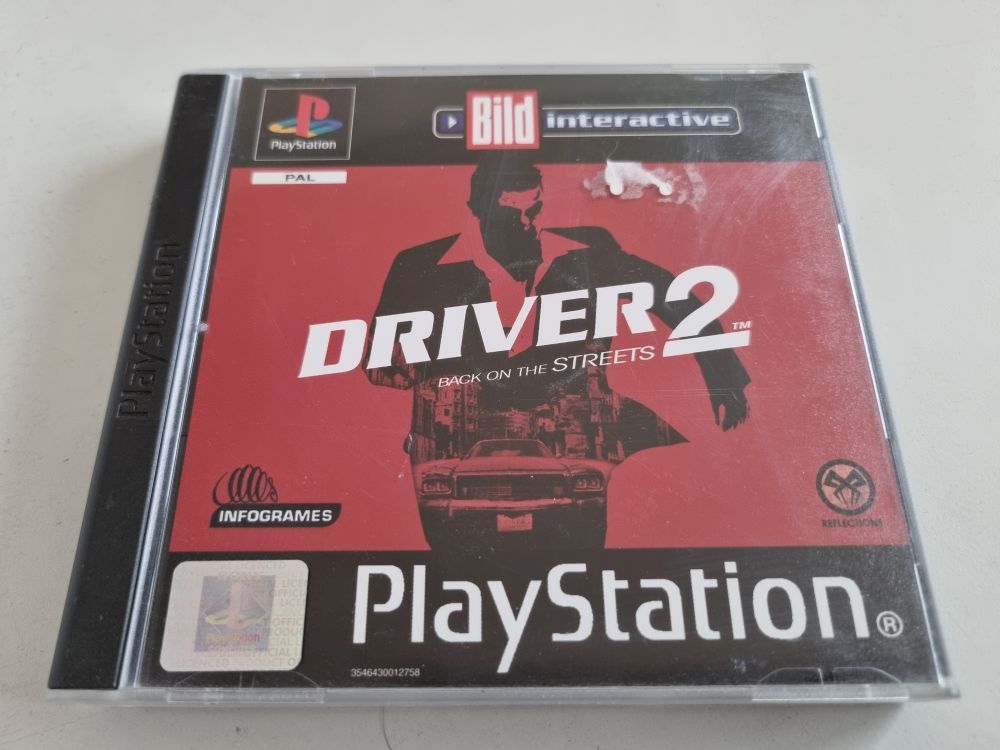 PlayStation
Bild interactive
PAL
PlayStation
DRIVER 2™
BACK ON THE STREETS
INFOGRAMES
REFLECTIONS
PlayStation®
3546430012758